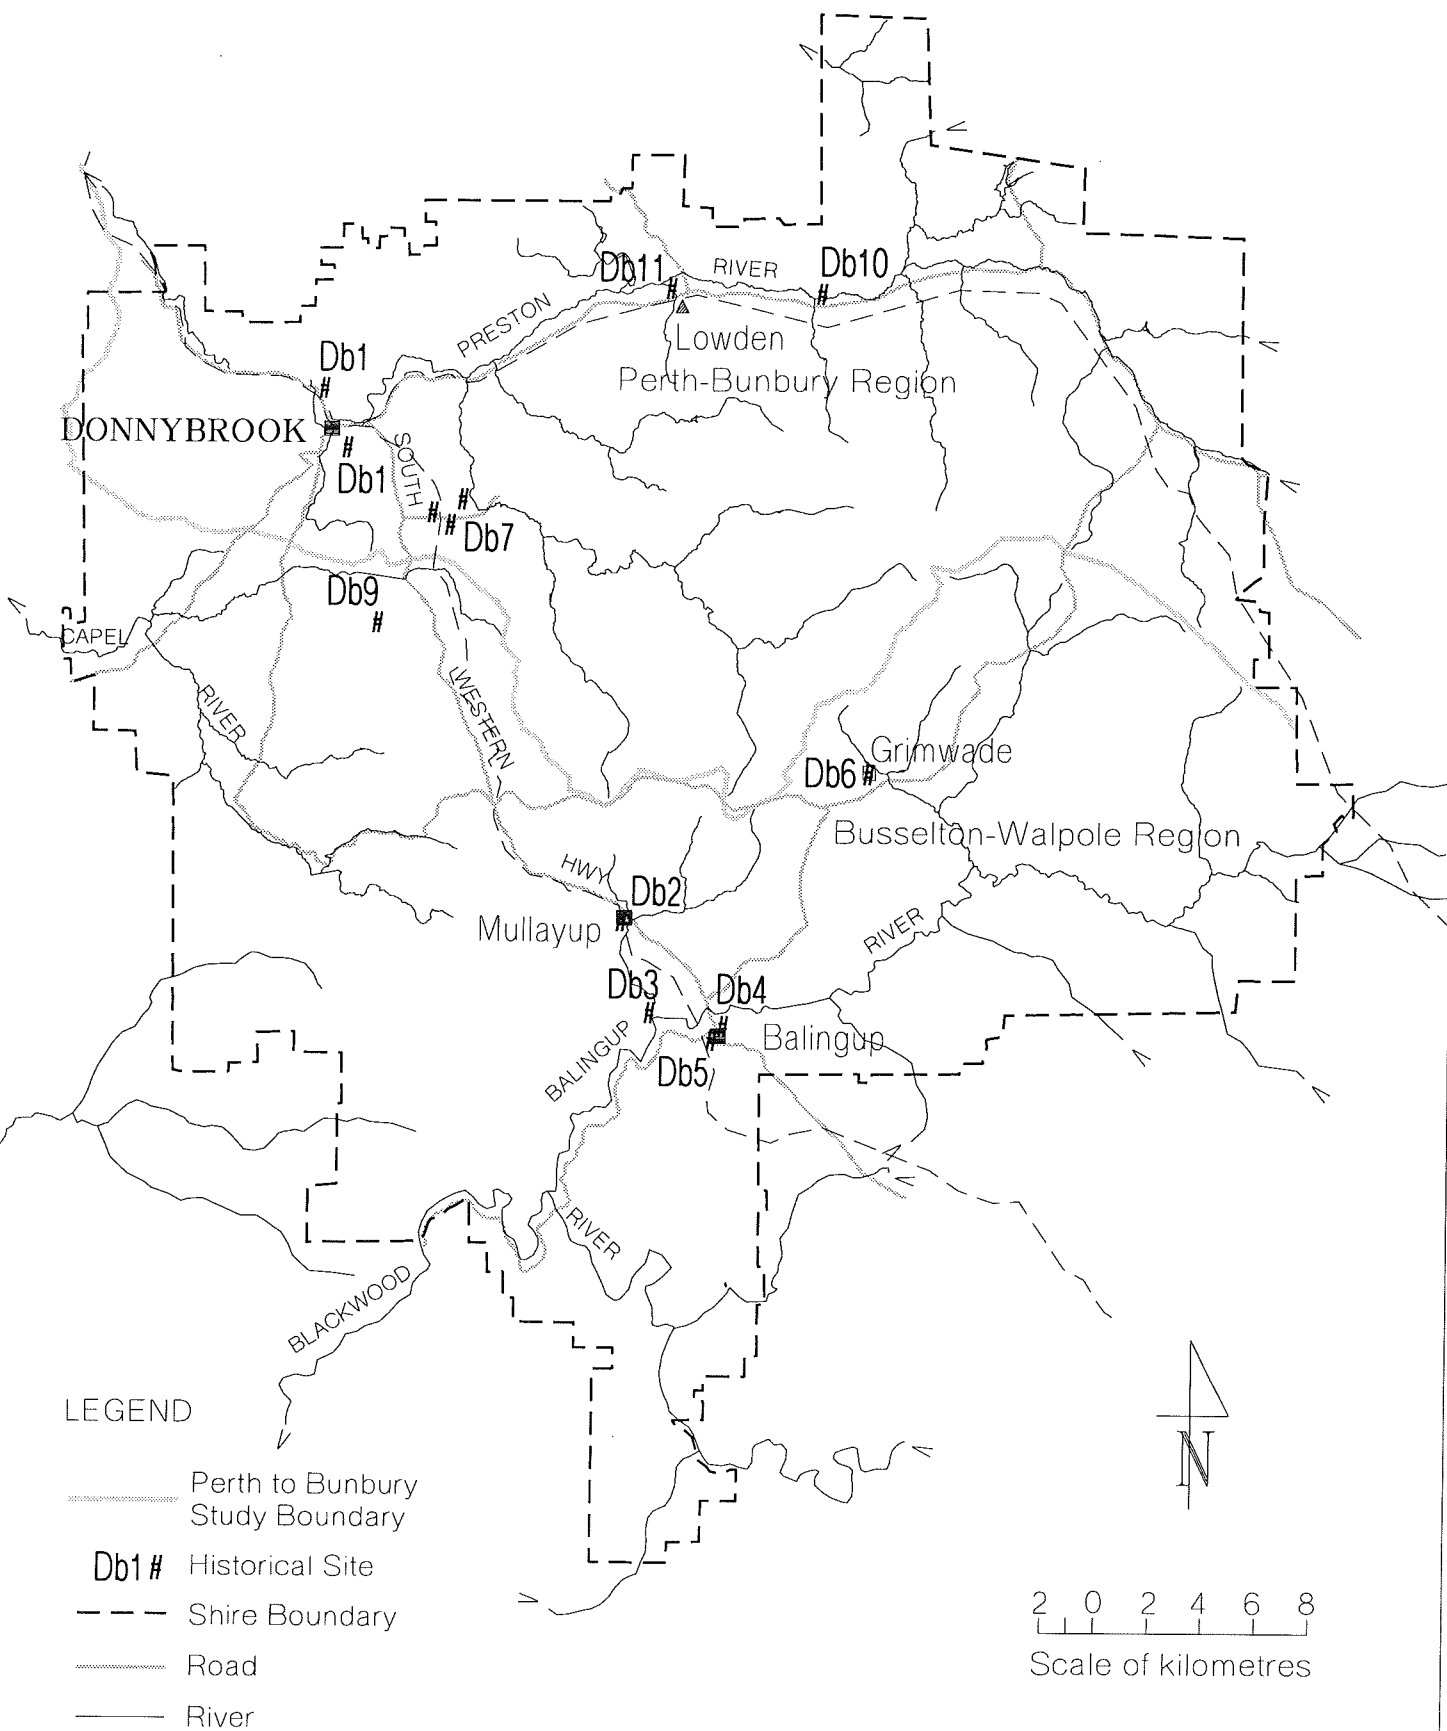 Db11
RIVER
Db10
PRESTON
Lowden
Perth-Bunbury Region
Db1
DONNYBROOK
SOUTH
Db1
Db7
Db9
CAPEL
RIVER
WESTERN
Grimwade
Db6
Busselton-Walpole Region
HWY
Db2
Mullayup
RIVER
Db3
Db4
BALINGUP
Balingup
Db5
RIVER
BLACKWOOD
N
LEGEND
Perth to Bunbury
Study Boundary
Db1 # Historical Site
Shire Boundary
Road
River
2 0 2 4 6 8
Scale of kilometres